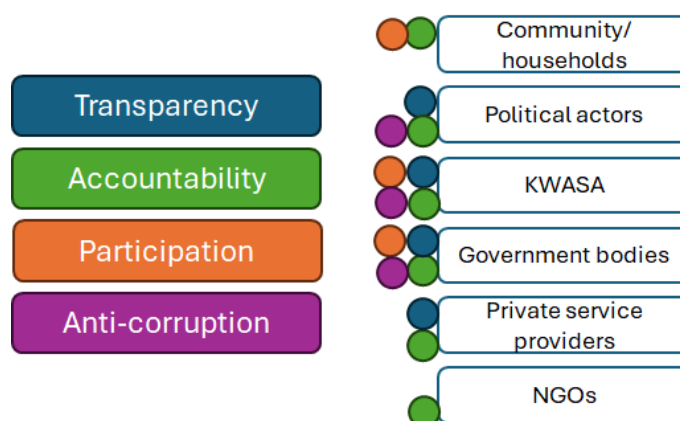 Transparency
Accountability
Participation
Anti-corruption
Community/
households
Political actors
KWASA
Government bodies
Private service
providers
NGOs